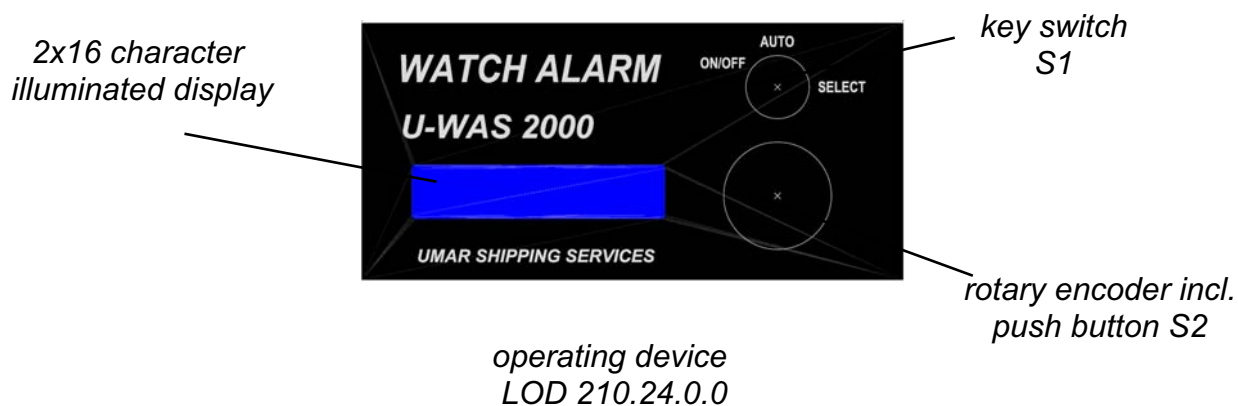 2x16 character
illuminated display
WATCH ALARM
U-WAS 2000
UMAR SHIPPING SERVICES
AUTO
ON/OFF
SELECT
key switch
S1
rotary encoder incl.
push button S2
operating device
LOD 210.24.0.0